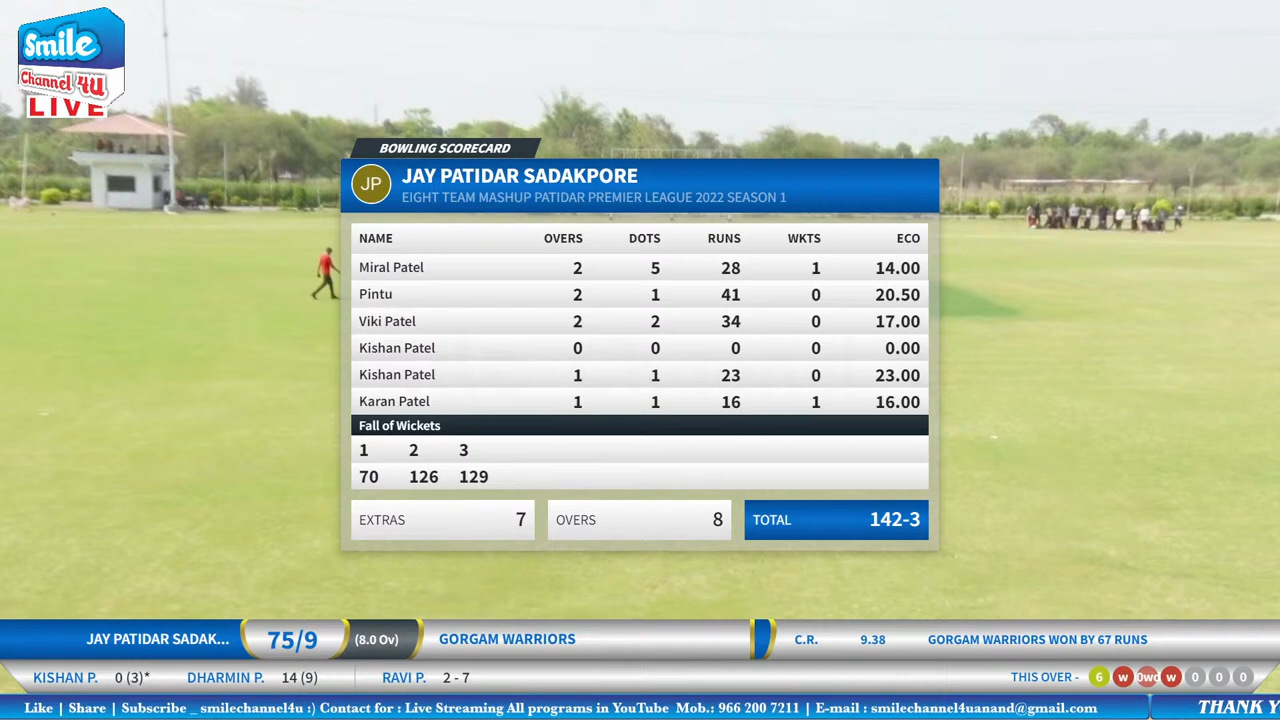 Smile
Channel 4U
LIVE
BOWLING SCORECARD
JP
JAY PATIDAR SADAKPORE
EIGHT TEAM MASHUP PATIDAR PREMIER LEAGUE 2022 SEASON 1
NAME OVERS DOTS RUNS WKTS ECO
Miral Patel 2 5 28 1 14.00
Pintu 2 1 41 0 20.50
Viki Patel 2 2 34 0 17.00
Kishan Patel 0 0 0 0 0.00
Kishan Patel 1 1 23 0 23.00
Karan Patel 1 1 16 1 16.00
Fall of Wickets
1 2 3
70 126 129
EXTRAS 7 OVERS 8 TOTAL 142-3
JAY PATIDAR SADAK... 75/9 (8.0 Ov) GORGAM WARRIORS C.R. 9.38 GORGAM WARRIORS WON BY 67 RUNS
KISHAN P. 0 (3)* DHARMIN P. 14 (9) RAVI P. 2 - 7 THIS OVER - 6 w 0wd w 0 0 0
Like | Share | Subscribe _ smilechannel4u :) Contact for : Live Streaming All programs in YouTube Mob.: 966 200 7211 | E-mail : smilechannel4uanand@gmail.com THANK Y